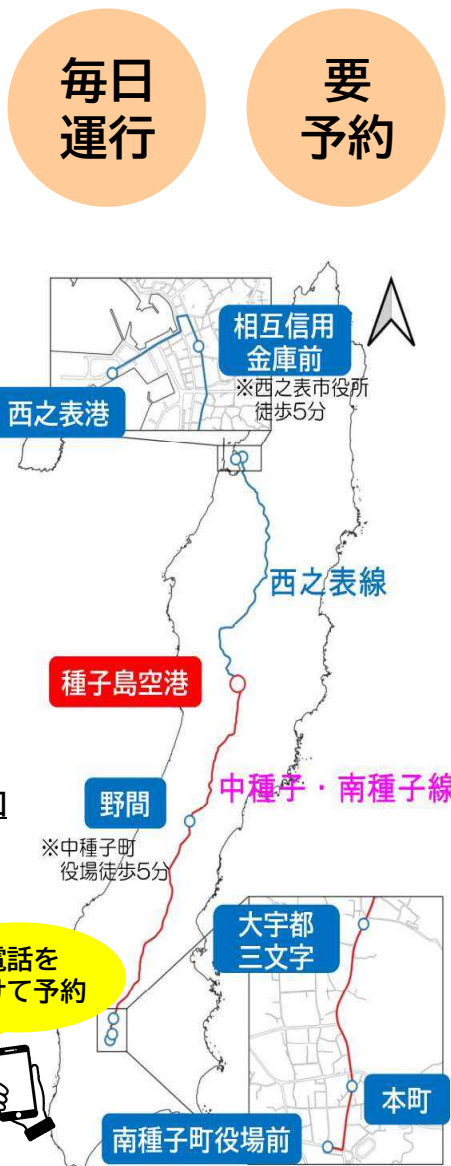 毎日
運行
要
予約
相互信用
金庫前
※西之表市役所
徒歩5分
西之表港
西之表線
種子島空港
中種子・南種子線
野間
※中種子町
役場徒歩5分
大宇都
三文字
電話を
けて予約
本町
南種子町役場前